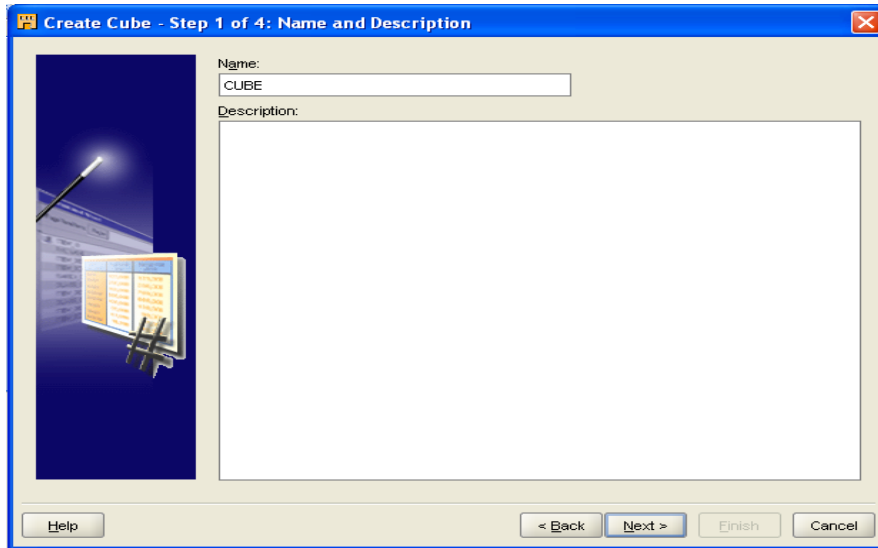 Create Cube - Step 1 of 4: Name and Description
Name:
CUBE
Description:
Help
< Back
Next >
Finish
Cancel